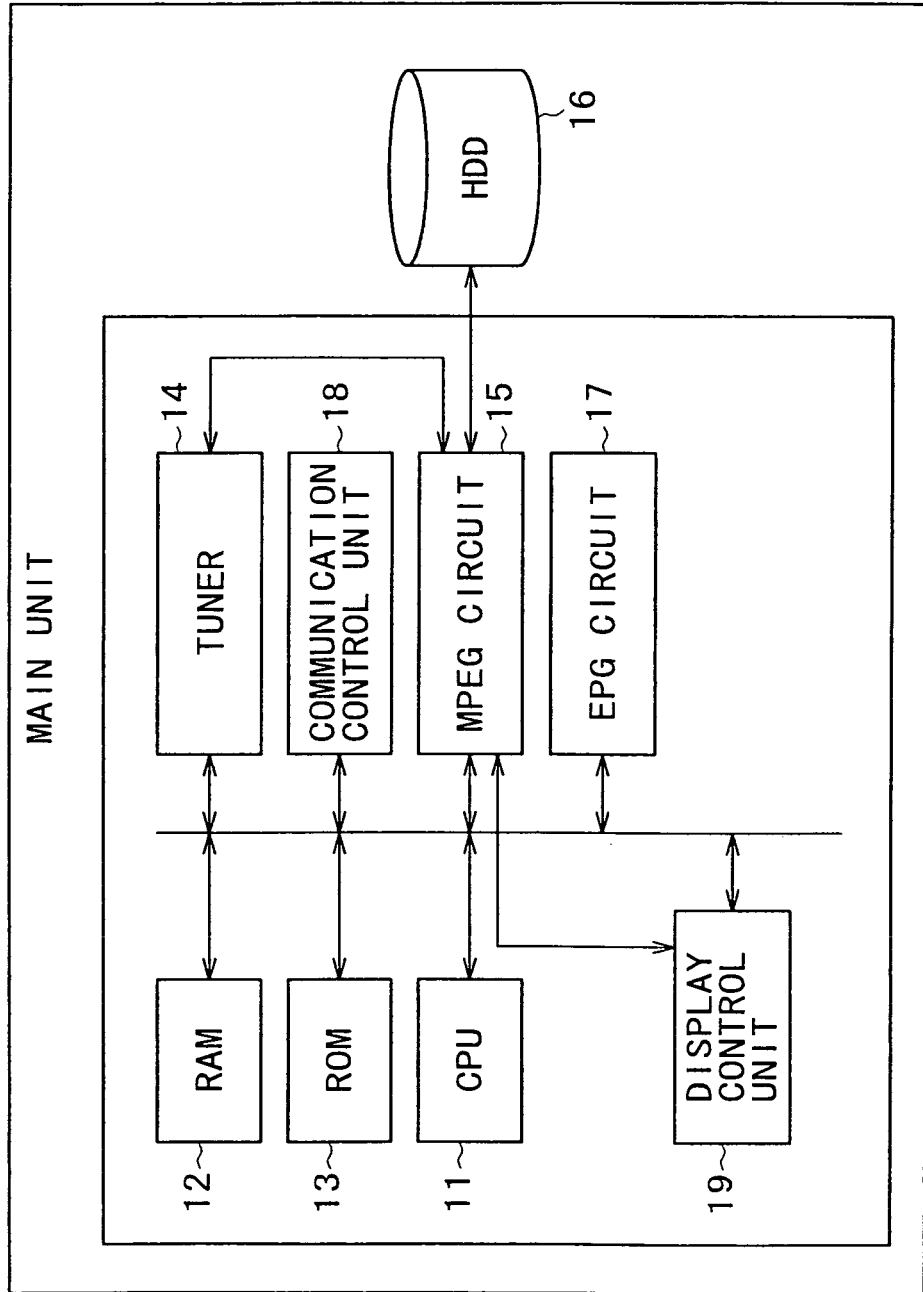 MAIN UNIT
12
RAM
TUNER
14
13
ROM
COMMUNICATION
CONTROL UNIT
18
11
CPU
MPEG CIRCUIT
15
HDD
16
EPG CIRCUIT
17
19
DISPLAY
CONTROL
UNIT